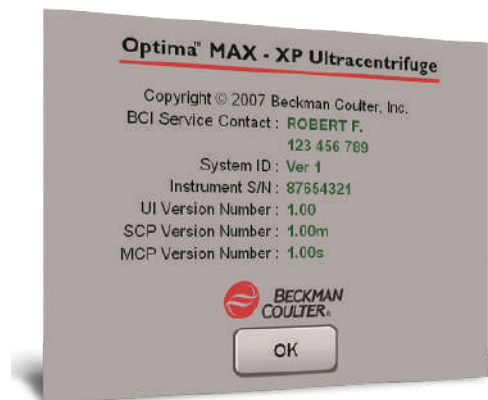 Optima™ MAX - XP Ultracentrifuge
Copyright © 2007 Beckman Coulter, Inc.
BCI Service Contact : ROBERT F.
123 456 789
System ID : Ver 1
Instrument S/N : 87654321
UI Version Number : 1.00
SCP Version Number : 1.00m
MCP Version Number : 1.00s
BECKMAN
COULTER®
OK